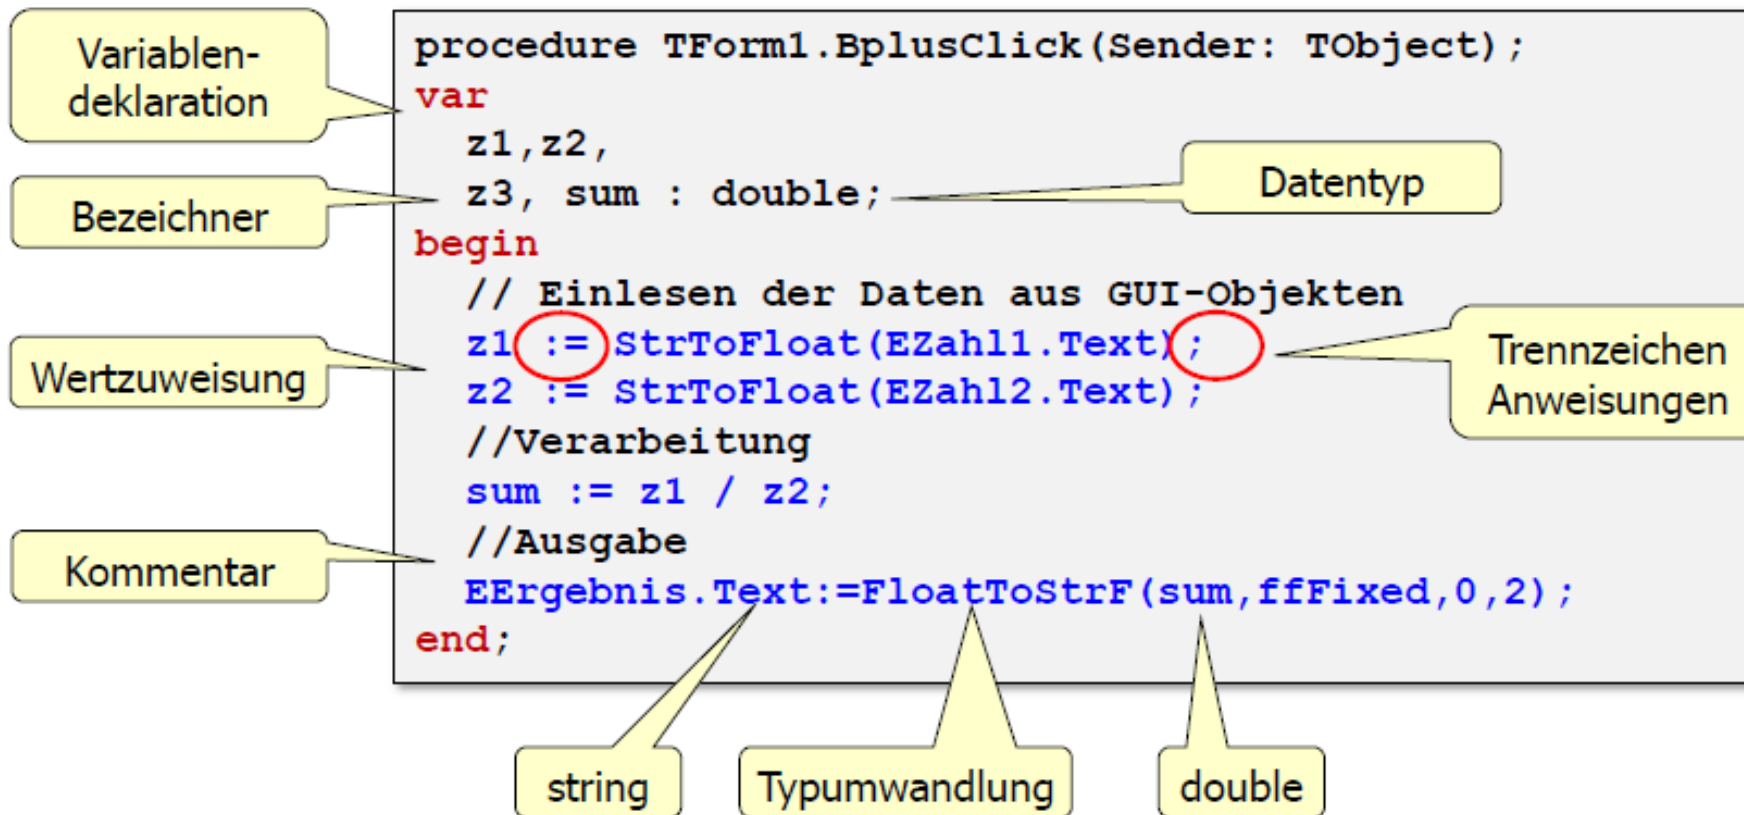 Variablen-
deklaration
Bezeichner
Wertzuweisung
Kommentar
procedure TForm1.BplusClick(Sender: TObject);
var
z1,z2,
z3, sum : double;
begin
// Einlesen der Daten aus GUI-Objekten
z1 := StrToFloat(EZahl1.Text);
z2 := StrToFloat(EZahl2.Text);
//Verarbeitung
sum := z1 / z2;
//Ausgabe
EErgebnis.Text:=FloatToStrF(sum,ffFixed,0,2);
end;
Datentyp
Trennzeichen
Anweisungen
string
Typumwandlung
double